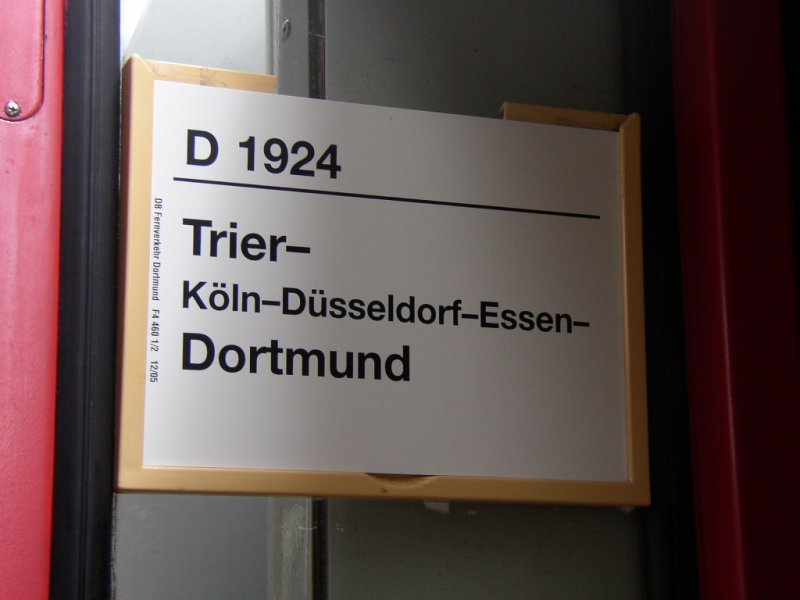 D 1924
Trier–
Köln–Düsseldorf–Essen–
Dortmund
DB Fernverkehr Dortmund F4 460 1/2 12/05